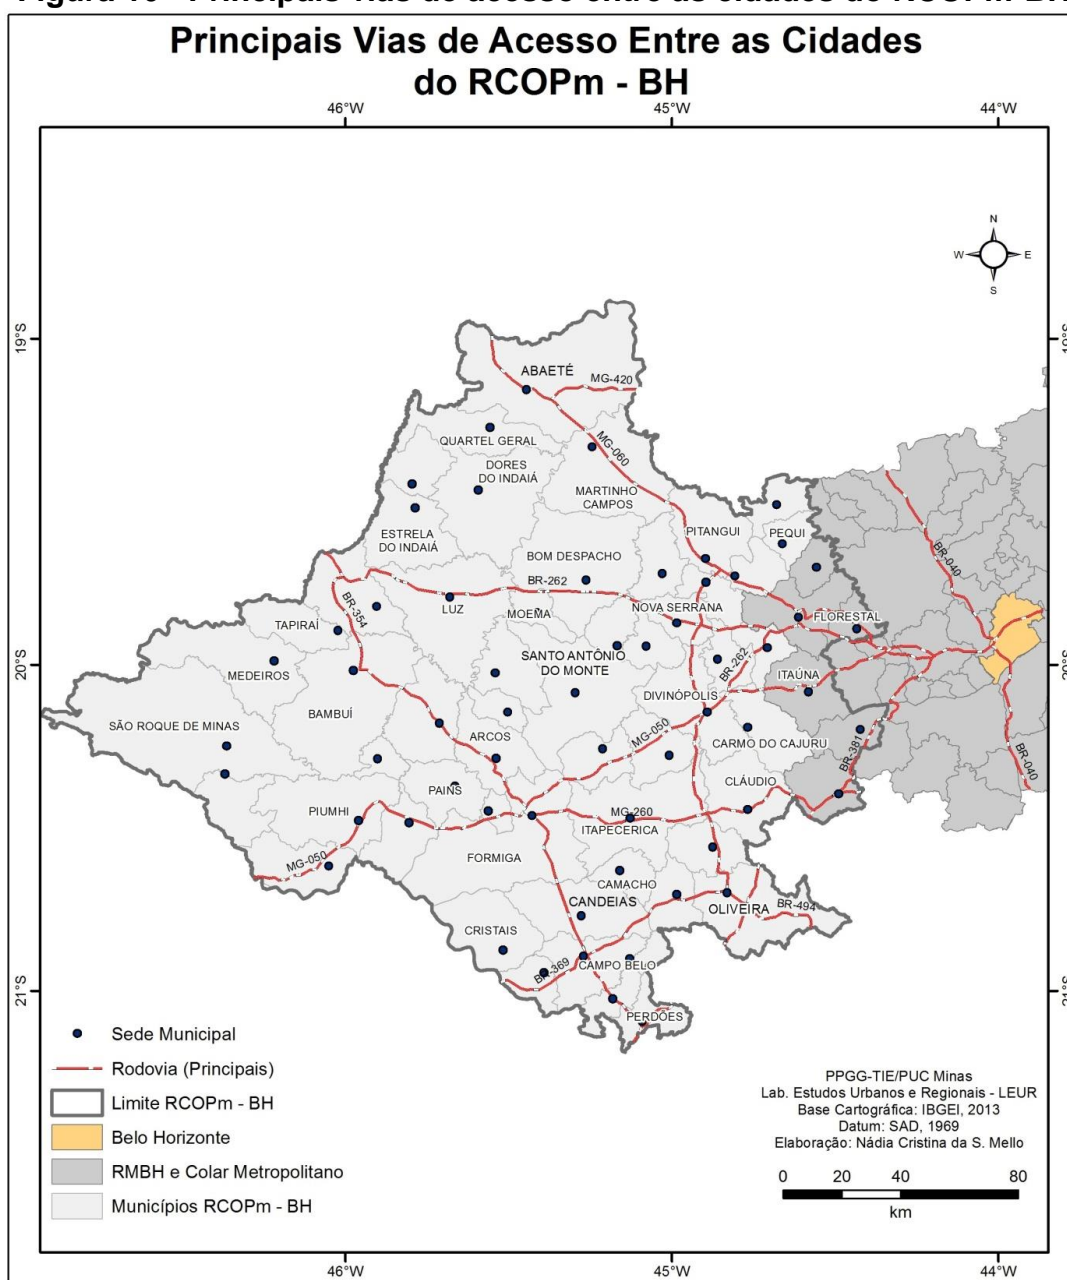 Figura 10 - Principais vias de acesso entre as cidades do RCOPm-BH
Principais Vias de Acesso Entre as Cidades
do RCOPm - BH
46°W
45°W
44°W
N
W
E
S
19°S
19°S
ABAETÉ
MG-420
QUARTEL GERAL
MG-060
DORES
DO INDAIÁ
MARTINHO
CAMPOS
ESTRELA
DO INDAIÁ
PITANGUI
PEQUI
BR-040
BOM DESPACHO
BR-262
BR-354
LUZ
MOEMA
NOVA SERRANA
FLORESTAL
TAPIRAÍ
20°S
20°S
SANTO ANTÔNIO
DO MONTE
BR-262
MEDEIROS
ITAÚNA
DIVINÓPOLIS
BAMBUÍ
SÃO ROQUE DE MINAS
ARCOS
MG-050
CARMO DO CAJURU
BR-381
BR-040
PAINS
CLÁUDIO
PIUMHI
MG-260
ITAPECERICA
MG-050
FORMIGA
CAMACHO
CANDEIAS
OLIVEIRA
BR-494
CRISTAIS
BR-369
CAMPO BELO
21°S
21°S
PERDÕES
Sede Municipal
Rodovia (Principais)
Limite RCOPm - BH
Belo Horizonte
RMBH e Colar Metropolitano
Municípios RCOPm - BH
PPGG-TIE/PUC Minas
Lab. Estudos Urbanos e Regionais - LEUR
Base Cartográfica: IBGEI, 2013
Datum: SAD, 1969
Elaboração: Nádia Cristina da S. Mello
0 20 40 80
km
46°W
45°W
44°W